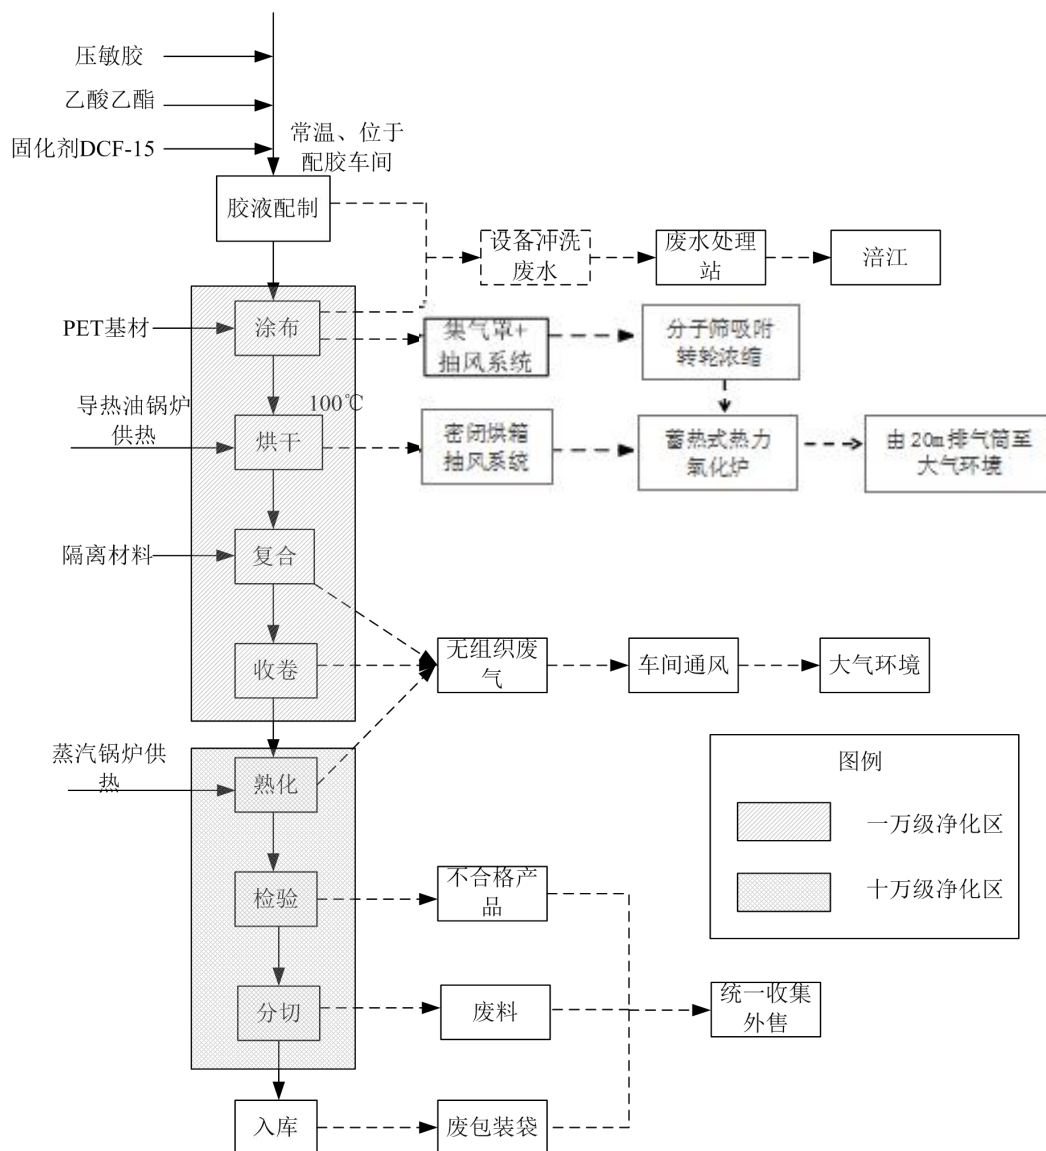 压敏胶
乙酸乙酯
固化剂DCF-15
常温、位于
配胶车间
胶液配制
设备冲洗
废水
废水处理
站
涪江
PET基材
涂布
集气罩+
抽风系统
分子筛吸附
转轮浓缩
导热油锅炉
供热
100℃
烘干
密闭烘箱
抽风系统
蓄热式热力
氧化炉
由20m排气筒至
大气环境
隔离材料
复合
收卷
无组织废
气
车间通风
大气环境
蒸汽锅炉供
热
熟化
图例
一万级净化区
十万级净化区
检验
不合格产
品
分切
废料
统一收集
外售
入库
废包装袋